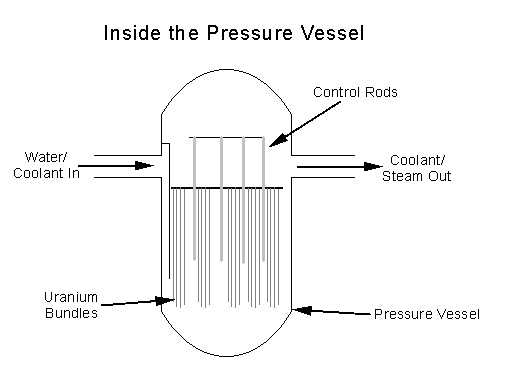 Inside the Pressure Vessel
Control Rods
Water/
Coolant In
Coolant/
Steam Out
Uranium
Bundles
Pressure Vessel